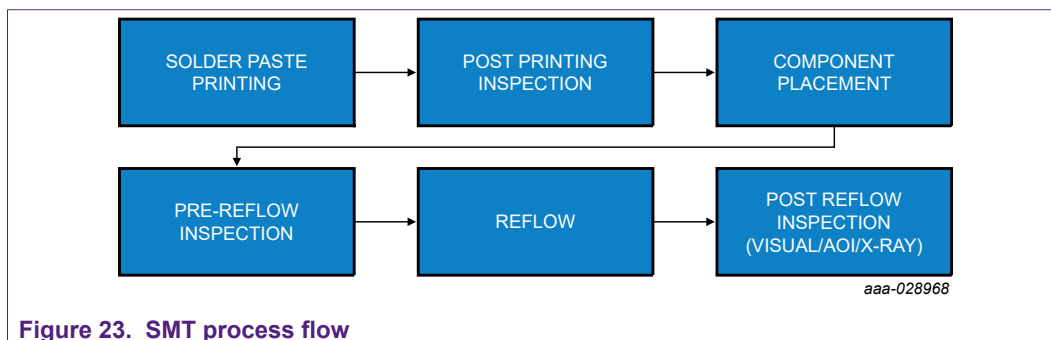 SOLDER PASTE
PRINTING
POST PRINTING
INSPECTION
COMPONENT
PLACEMENT
PRE-REFLOW
INSPECTION
REFLOW
POST REFLOW
INSPECTION
(VISUAL/AOI/X-RAY)
aaa-028968
Figure 23. SMT process flow